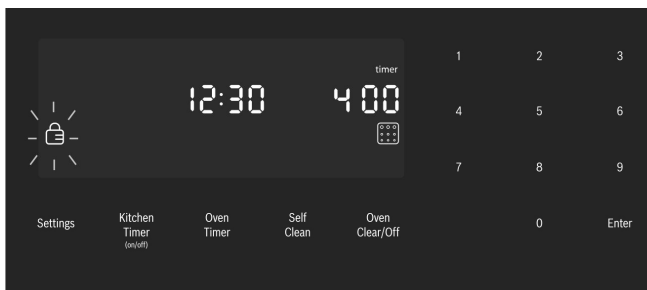 timer
12:30
400
1 2 3
4 5 6
7 8 9
0 Enter
Settings
Kitchen
Timer
(on/off)
Oven
Timer
Self
Clean
Oven
Clear/Off